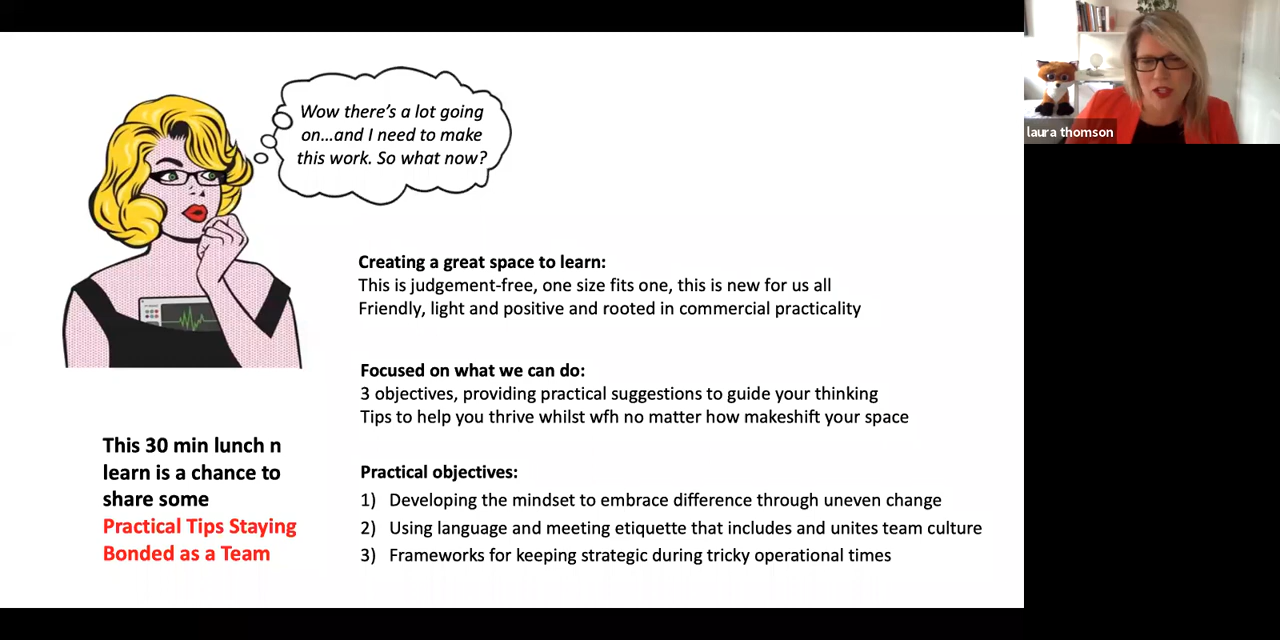 Wow there's a lot going
on...and I need to make
this work. So what now?
laura thomson
Creating a great space to learn:
This is judgement-free, one size fits one, this is new for us all
Friendly, light and positive and rooted in commercial practicality
Focused on what we can do:
3 objectives, providing practical suggestions to guide your thinking
Tips to help you thrive whilst wfh no matter how makeshift your space
This 30 min lunch n
learn is a chance to
share some
Practical Tips Staying
Bonded as a Team
Practical objectives:
1) Developing the mindset to embrace difference through uneven change
2) Using language and meeting etiquette that includes and unites team culture
3) Frameworks for keeping strategic during tricky operational times